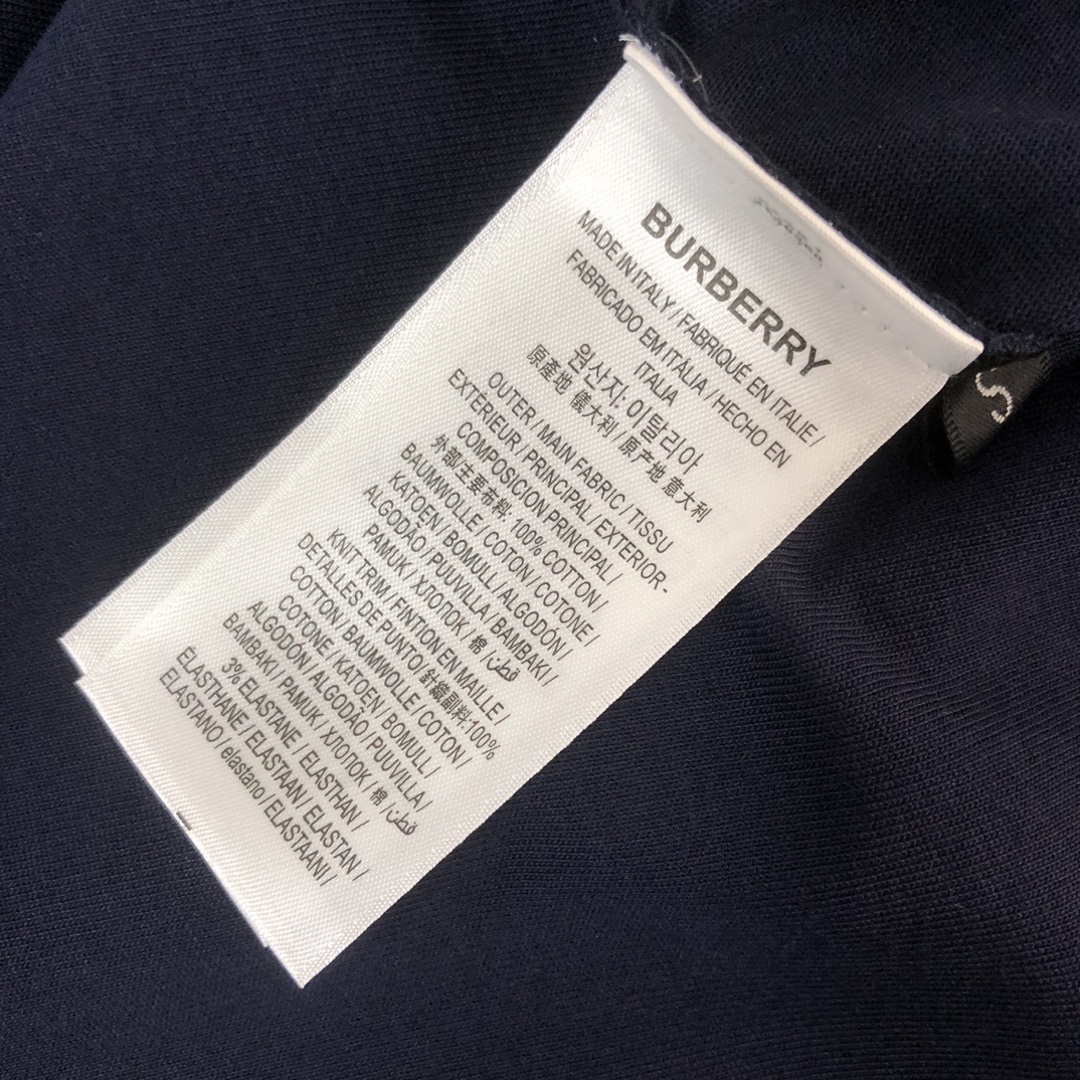 BURBERRY
MADE IN ITALY / FABRIQUÉ EN ITALIE /
FABRICADO EM ITÁLIA / HECHO EN
ITALIA
원산지: 이탈리아
原產地 儀大利 / 原产地 意大利
OUTER / MAIN FABRIC / TISSU
EXTÉRIEUR / PRINCIPAL / EXTERIOR -
COMPOSICION PRINCIPAL /
外部/主要布料: 100% COTTON /
BAUMWOLLE / COTON / COTONE /
KATOEN / BOMULL / ALGODÓN /
ALGODÃO / PUUVILLA / BAMBAKI /
PAMUK / ХЛОПОК / 棉 / قطن
KNITT TRIM / FINTION EN MAILLE /
DETALLES DE PUNTO/ 針織副料:100%
COTTON / BAUMWOLLE / COTON /
COTONE / KATOEN / BOMULL /
ALGODÓN / ALGODÃO / PUUVILLA /
BAMBAKI / PAMUK / ХЛОПОК / 棉 / قطن
3% ELASTANE / ELASTHAN /
ÉLASTHANE / ELASTAAN / ELASTAN /
ELASTANO / elastano / ELASTAANI /
S